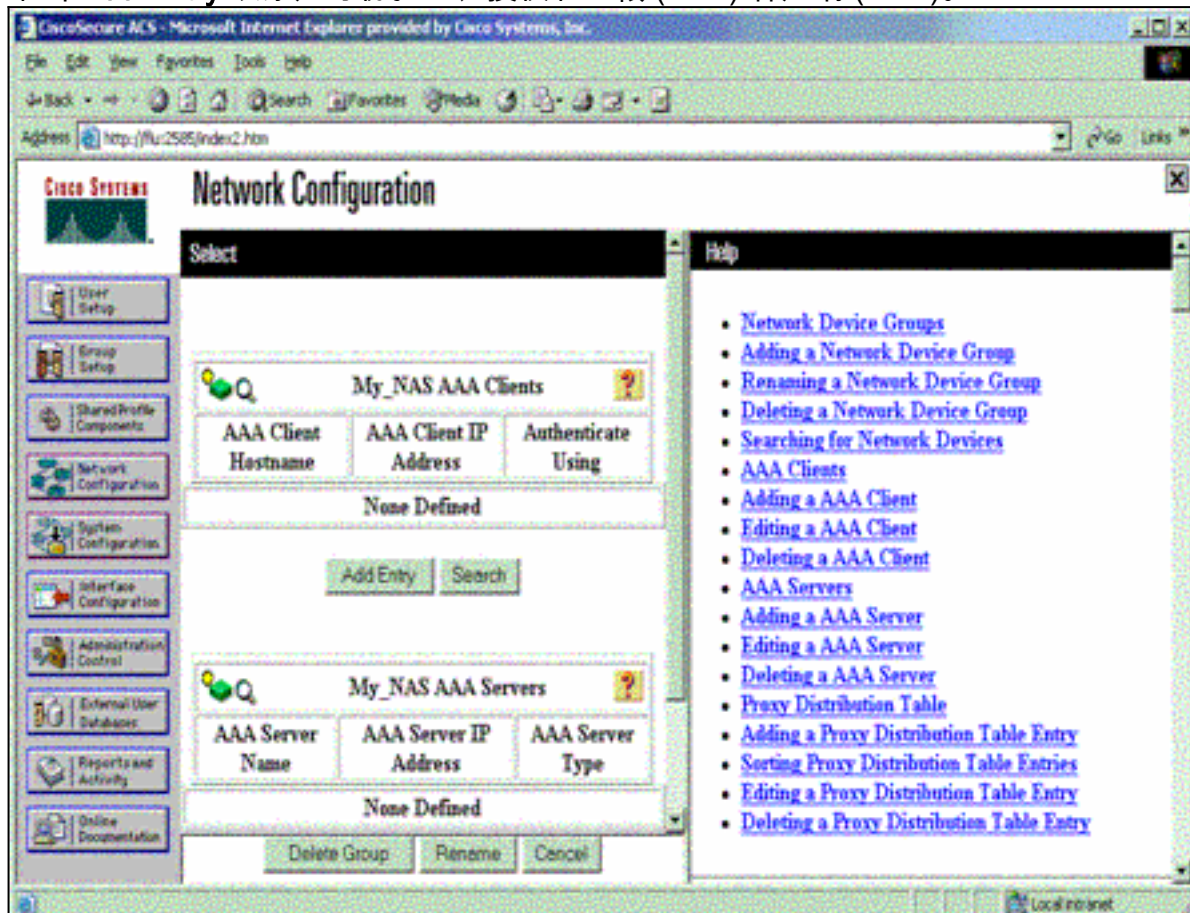 CiscoSecure ACS - Microsoft Internet Explorer provided by Cisco Systems, Inc.
File Edit View Favorites Tools Help
Back Search Favorites Media
Address http://flu:2585/index2.htm Go Links »
CISCO SYSTEMS
Network Configuration
Select
Help
User Setup
Group Setup
Shared Profile Components
Network Configuration
System Configuration
Interface Configuration
Administration Control
External User Databases
Reports and Activity
Online Documentation
My_NAS AAA Clients
AAA Client Hostname
AAA Client IP Address
Authenticate Using
None Defined
Add Entry Search
My_NAS AAA Servers
AAA Server Name
AAA Server IP Address
AAA Server Type
None Defined
Delete Group Rename Cancel
Network Device Groups
Adding a Network Device Group
Renaming a Network Device Group
Deleting a Network Device Group
Searching for Network Devices
AAA Clients
Adding a AAA Client
Editing a AAA Client
Deleting a AAA Client
AAA Servers
Adding a AAA Server
Editing a AAA Server
Deleting a AAA Server
Proxy Distribution Table
Adding a Proxy Distribution Table Entry
Sorting Proxy Distribution Table Entries
Editing a Proxy Distribution Table Entry
Deleting a Proxy Distribution Table Entry
Local intranet